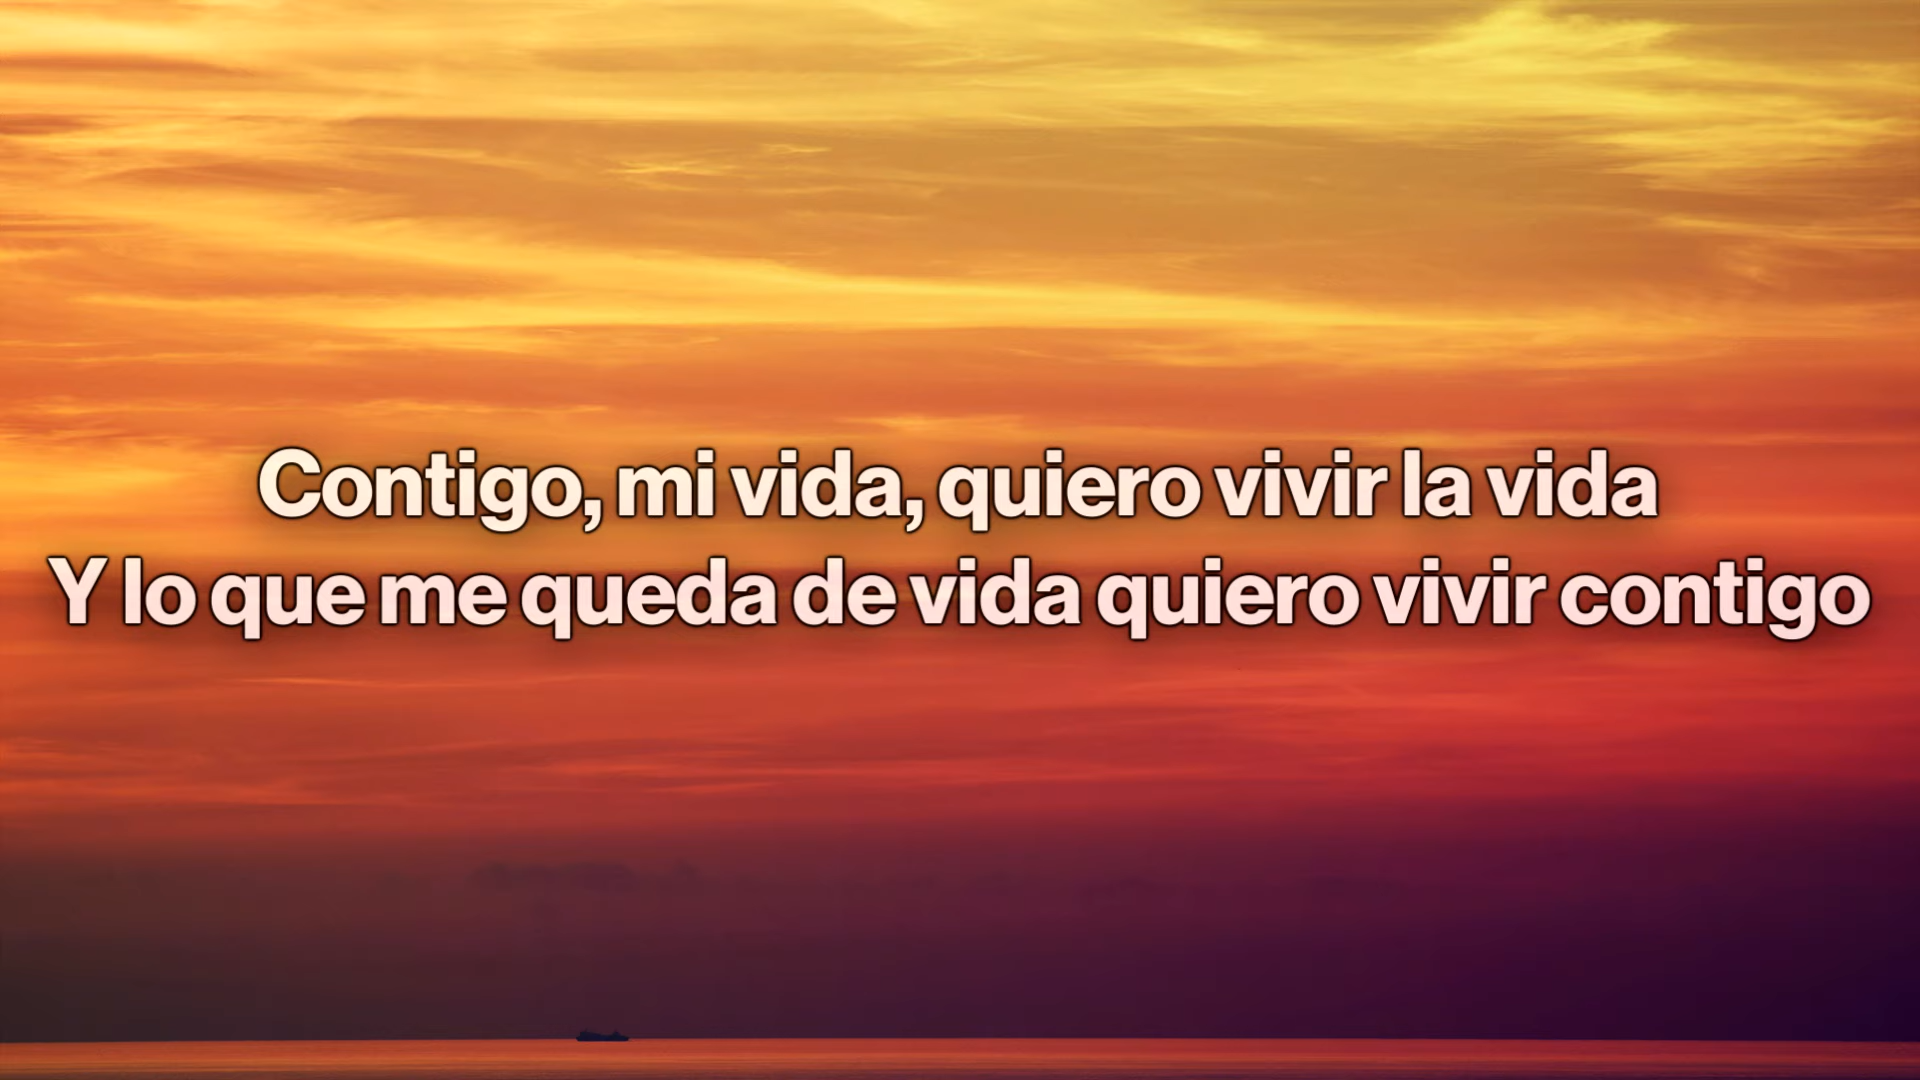 Contigo, mi vida, quiero vivir la vida
Y lo que me queda de vida quiero vivir contigo